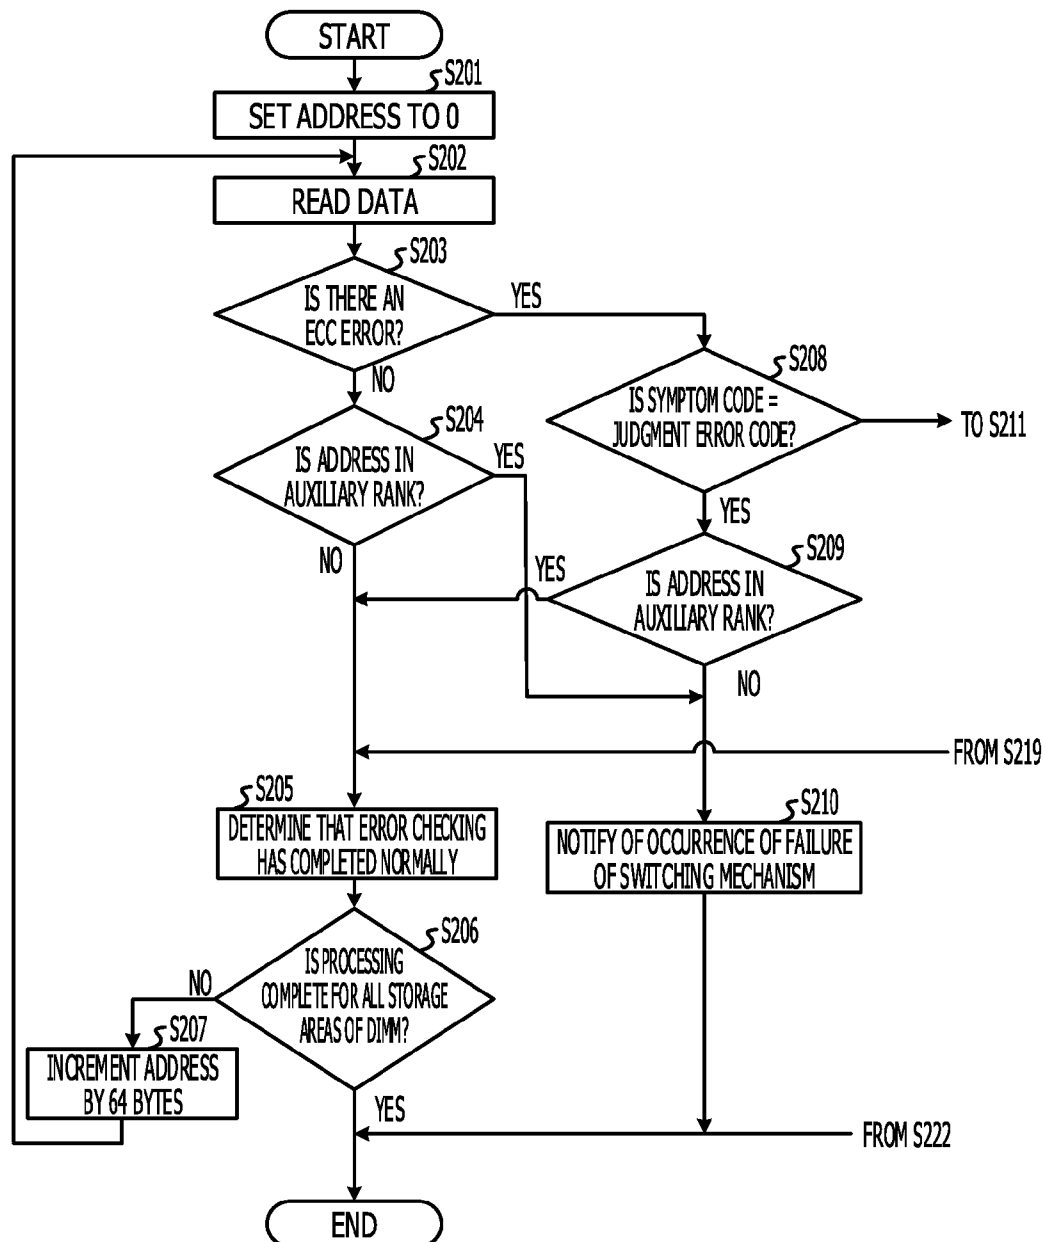 START
S201
SET ADDRESS TO 0
S202
READ DATA
S203
IS THERE AN
ECC ERROR?
YES
NO
S208
IS SYMPTOM CODE =
JUDGMENT ERROR CODE?
TO S211
YES
S204
IS ADDRESS IN
AUXILIARY RANK?
YES
NO
S209
IS ADDRESS IN
AUXILIARY RANK?
YES
NO
FROM S219
S205
DETERMINE THAT ERROR CHECKING
HAS COMPLETED NORMALLY
S210
NOTIFY OF OCCURRENCE OF FAILURE
OF SWITCHING MECHANISM
S206
IS PROCESSING
COMPLETE FOR ALL STORAGE
AREAS OF DIMM?
NO
S207
INCREMENT ADDRESS
BY 64 BYTES
YES
FROM S222
END